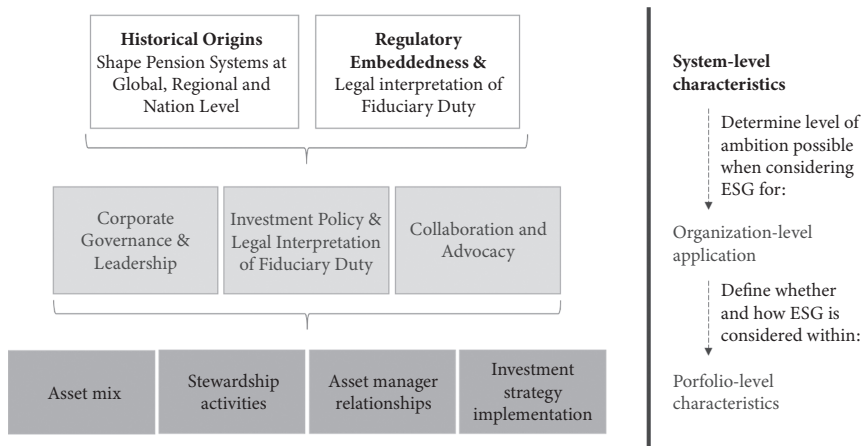 Historical Origins
Shape Pension Systems at
Global, Regional and
Nation Level
Regulatory
Embeddedness &
Legal interpretation of
Fiduciary Duty
Corporate
Governance &
Leadership
Investment Policy &
Legal Interpretation
of Fiduciary Duty
Collaboration and
Advocacy
Asset mix
Stewardship
activities
Asset manager
relationships
Investment
strategy
implementation
System-level
characteristics
Determine level of
ambition possible
when considering
ESG for:
Organization-level
application
Define whether
and how ESG is
considered within:
Porfolio-level
characteristics